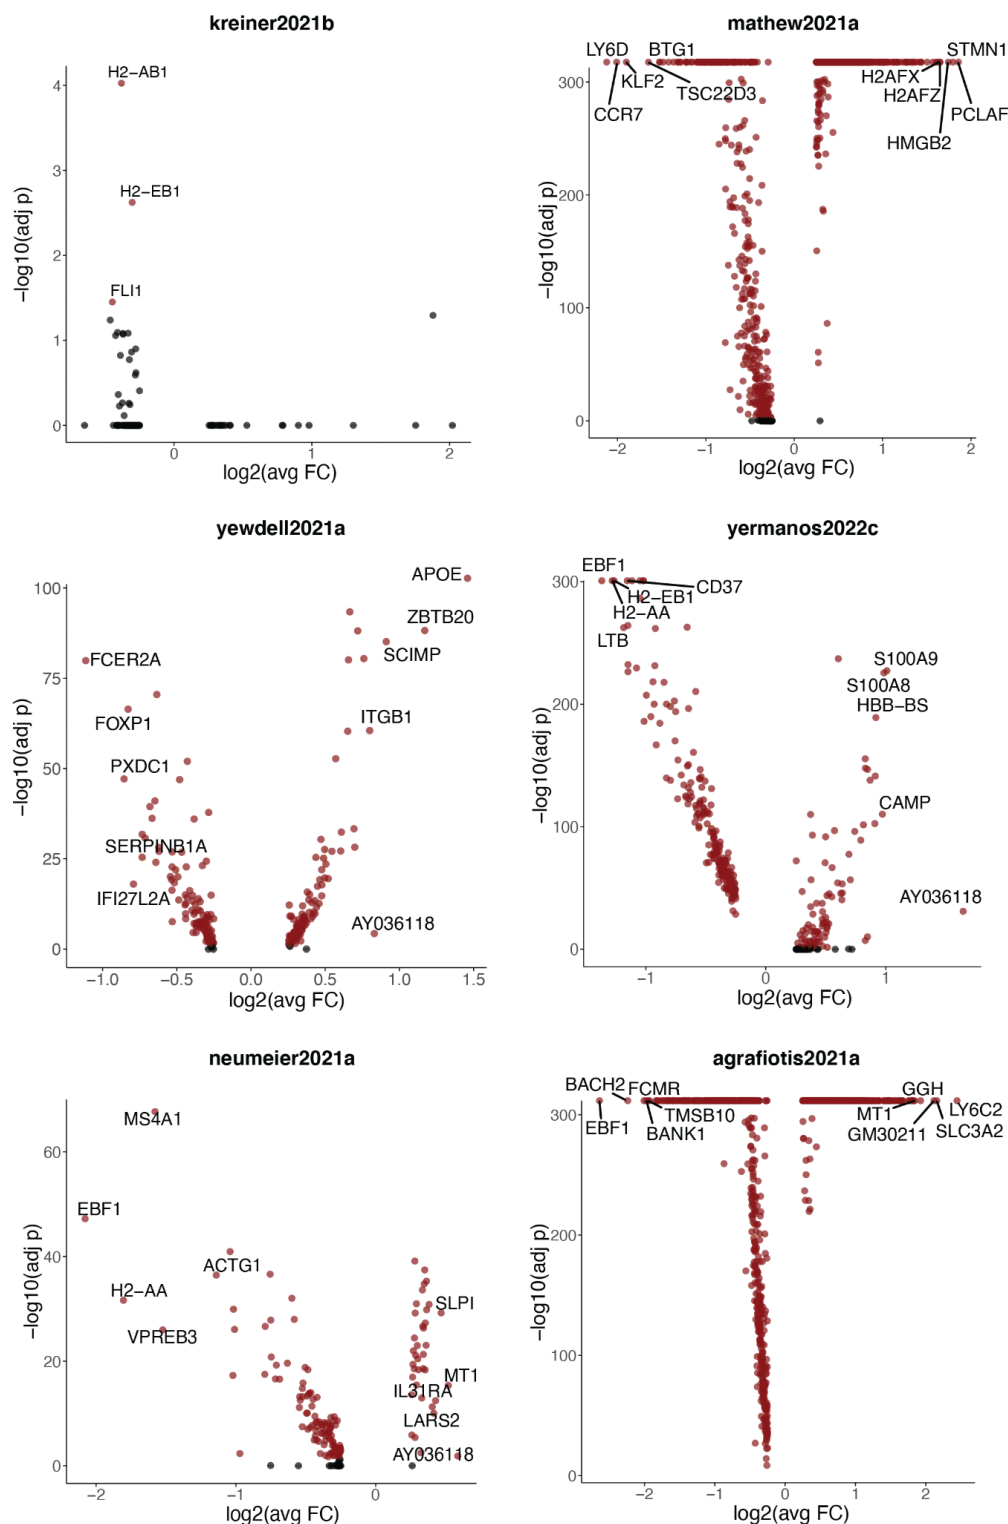 kreiner2021b
H2−AB1
H2−EB1
FLI1
4
3
2
1
0
0
1
2
−log10(adj p)
log2(avg FC)
mathew2021a
LY6D
BTG1
STMN1
KLF2
TSC22D3
CCR7
H2AFX
H2AFZ
PCLAF
HMGB2
300
200
100
0
−2
−1
0
1
2
−log10(adj p)
log2(avg FC)
yewdell2021a
APOE
ZBTB20
SCIMP
FCER2A
FOXP1
ITGB1
PXDC1
SERPINB1A
IFI27L2A
AY036118
100
75
50
25
0
−1.0
−0.5
0.0
0.5
1.0
1.5
−log10(adj p)
log2(avg FC)
yermanos2022c
EBF1
CD37
H2−EB1
H2−AA
LTB
S100A9
S100A8
HBB−BS
CAMP
AY036118
300
200
100
0
−1
0
1
−log10(adj p)
log2(avg FC)
neumeier2021a
MS4A1
EBF1
ACTG1
H2−AA
VPREB3
SLPI
MT1
IL31RA
LARS2
AY036118
60
40
20
0
−2
−1
0
−log10(adj p)
log2(avg FC)
agrafiotis2021a
BACH2
FCMR
GGH
EBF1
TMSB10
BANK1
MT1
LY6C2
GM30211
SLC3A2
300
200
100
0
−2
−1
0
1
2
−log10(adj p)
log2(avg FC)